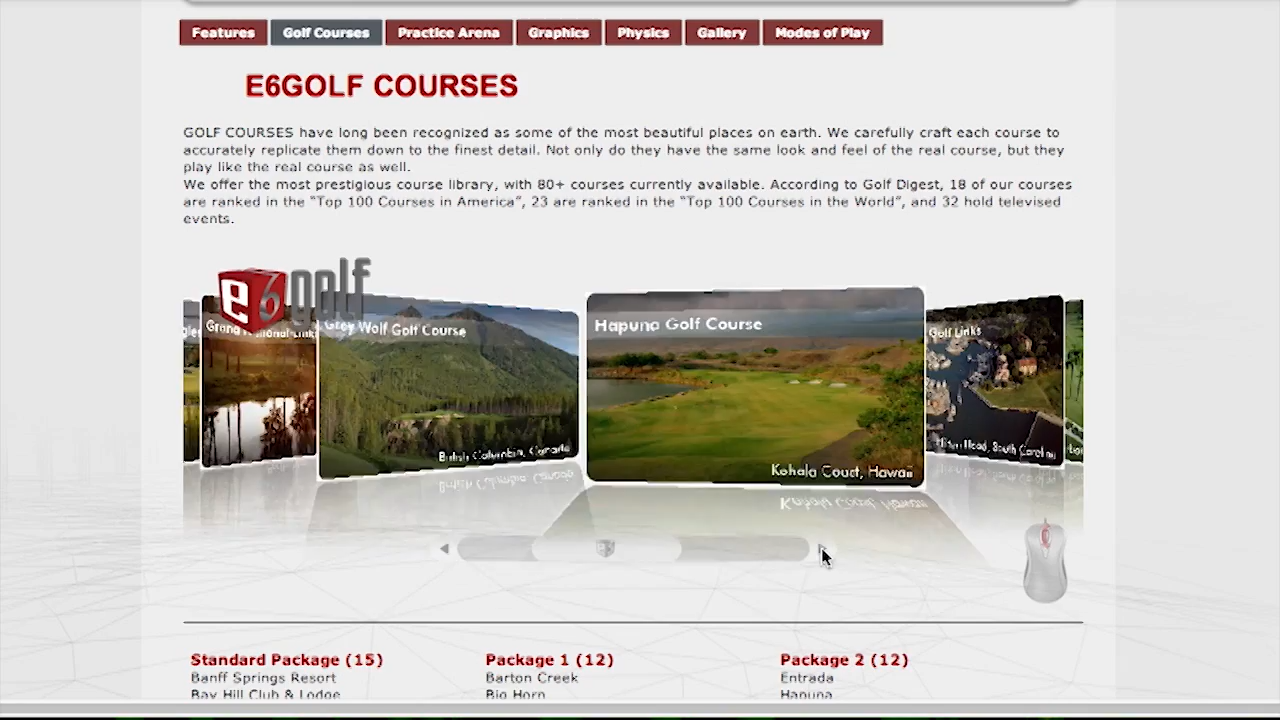 Features Golf Courses Practice Arena Graphics Physics Gallery Modes of Play
E6GOLF COURSES
GOLF COURSES have long been recognized as some of the most beautiful places on earth. We carefully craft each course to
accurately replicate them down to the finest detail. Not only do they have the same look and feel of the real course, but they
play like the real course as well.
We offer the most prestigious course library, with 80+ courses currently available. According to Golf Digest, 18 of our courses
are ranked in the "Top 100 Courses in America", 23 are ranked in the "Top 100 Courses in the World", and 32 hold televised
events.
e6golf
Grey Wolf Golf Course
Hapuna Golf Course
Golf Links
British Columbia, Canada
Kohala Coast, Hawaii
Hilton Head, South Carolina
Standard Package (15) Package 1 (12) Package 2 (12)
Banff Springs Resort Barton Creek Entrada
Bay Hill Club & Lodge Big Horn Hapuna